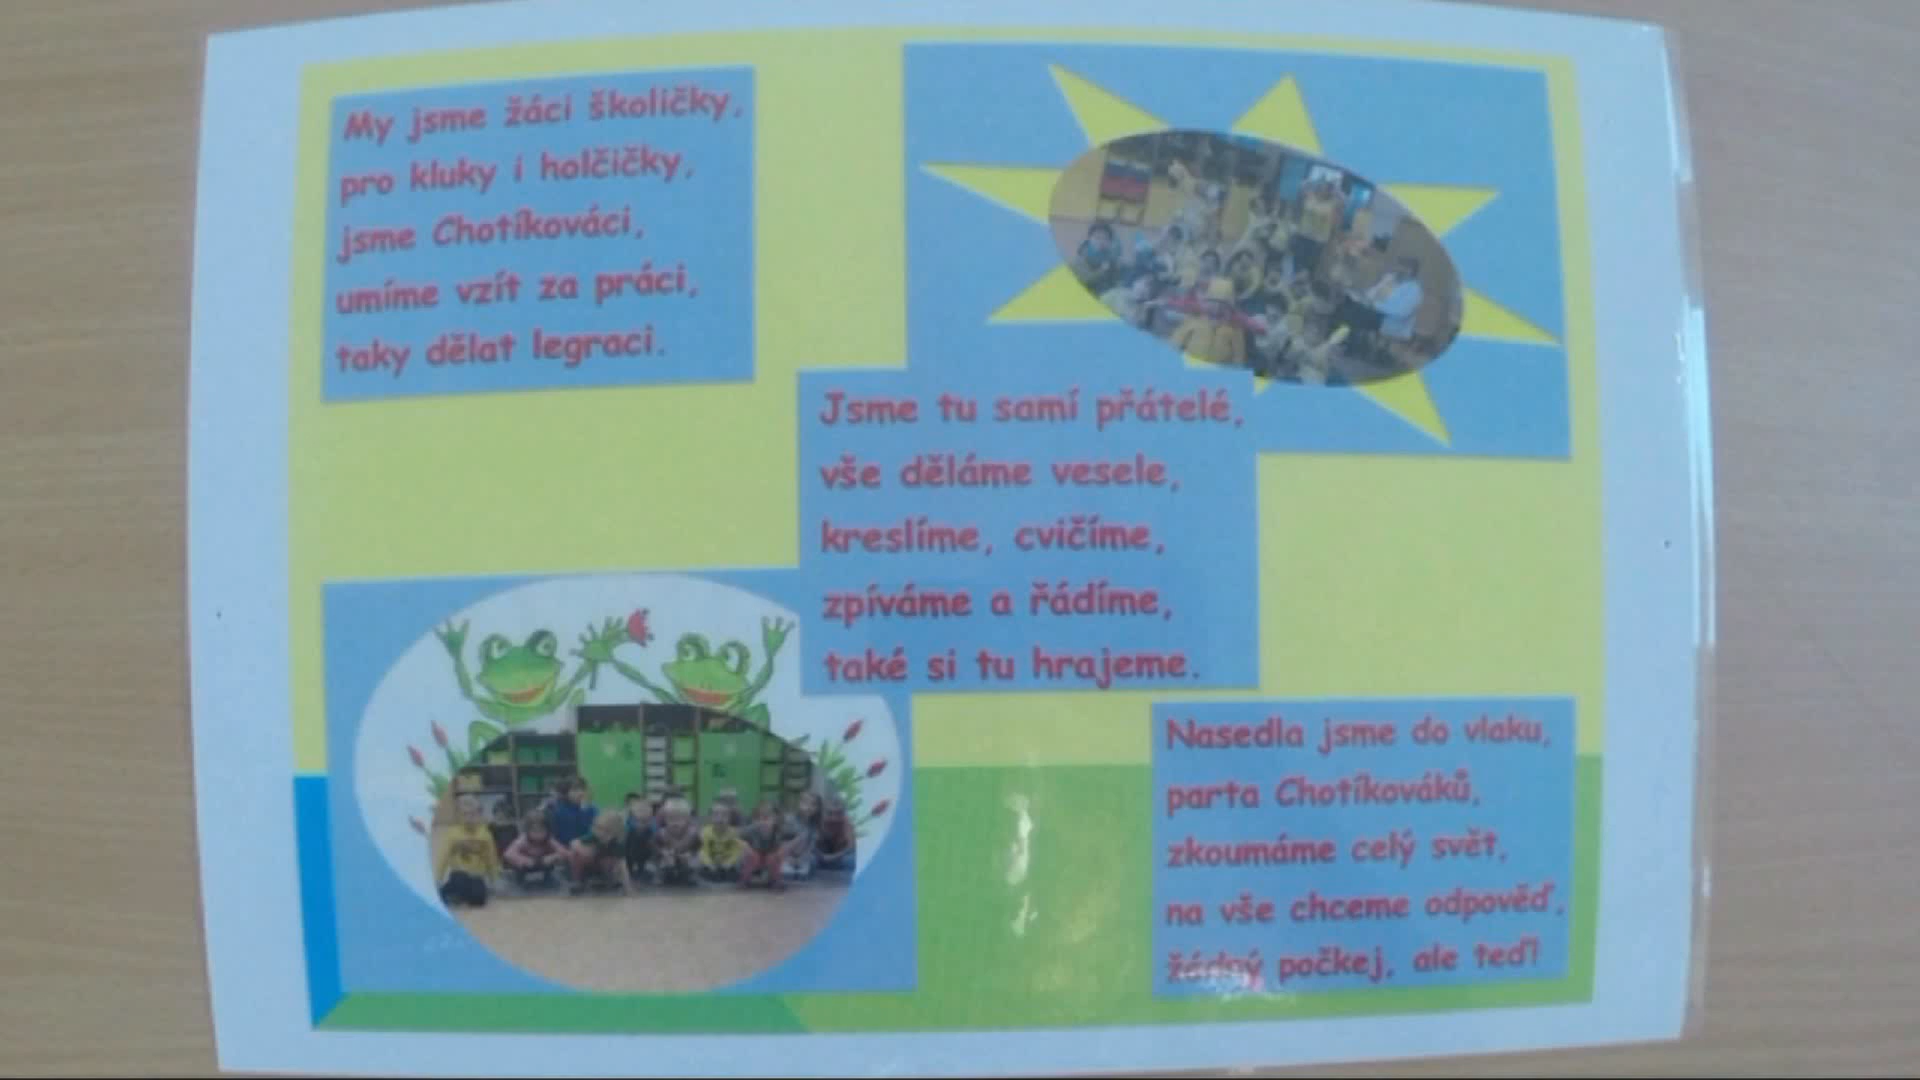 My jsme žáci školičky,
pro kluky i holčičky,
jsme Chotíkováci,
umíme vzít za práci,
taky dělat legraci.
Jsme tu samí přátelé,
vše děláme vesele,
kreslíme, cvičíme,
zpíváme a řádíme,
také si tu hrajeme.
Nasedla jsme do vlaku,
parta Chotíkováků,
zkoumáme celý svět,
na vše chceme odpověď,
žádný počkej, ale teď!